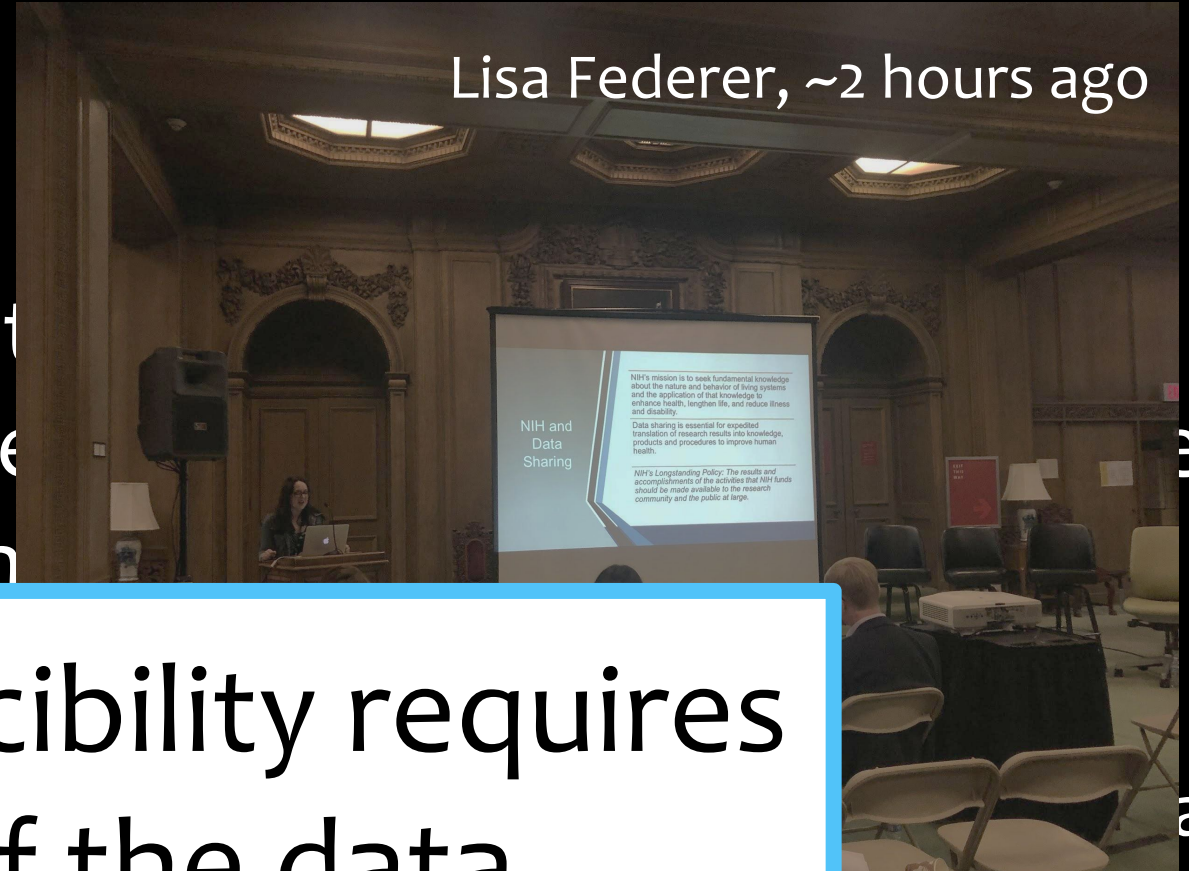 Lisa Federer, ~2 hours ago
NIH and
Data
Sharing
NIH's mission is to seek fundamental knowledge
about the nature and behavior of living systems
and the application of that knowledge to
enhance health, lengthen life, and reduce illness
and disability.
Data sharing is essential for expedited
translation of research results into knowledge,
products and procedures to improve human
health.
NIH's Longstanding Policy: The results and
accomplishments of the activities that NIH funds
should be made available to the research
community and the public at large.
EXIT
THIS
WAY
cibility requires
f the data